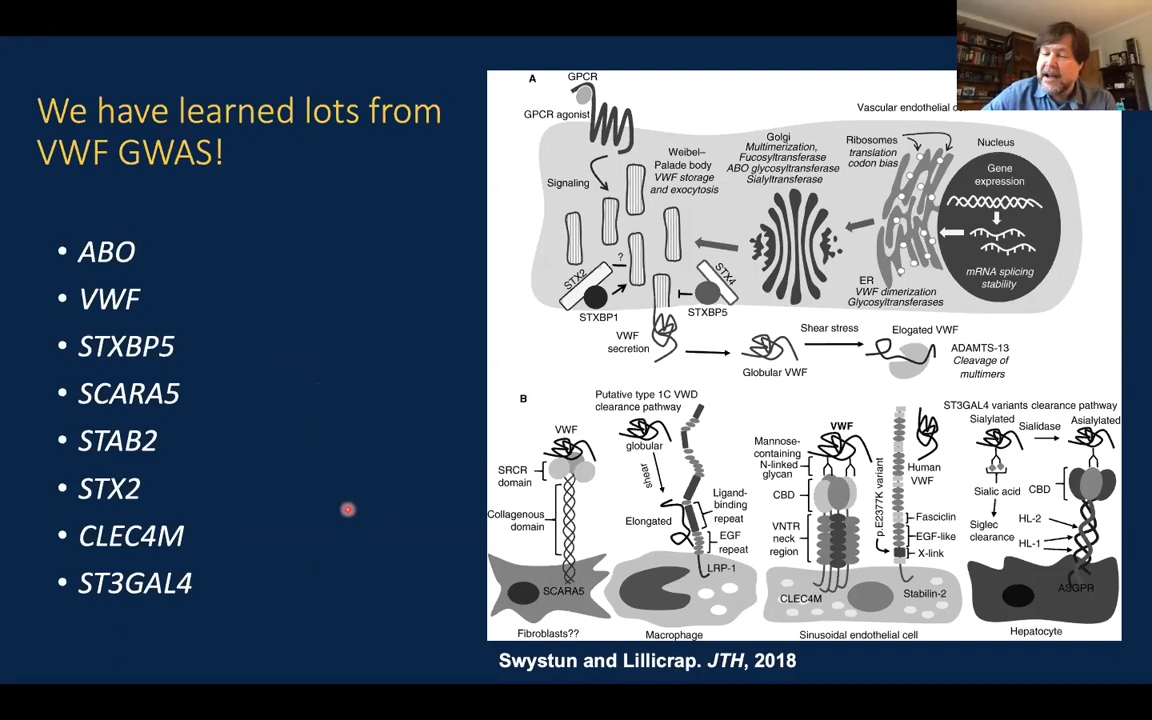 We have learned lots from
VWF GWAS!
• ABO
• VWF
• STXBP5
• SCARA5
• STAB2
• STX2
• CLEC4M
• ST3GAL4
A
GPCR
GPCR agonist
Signaling
Weibel–
Palade body
VWF storage
and exocytosis
Golgi
Multimerization,
Fucosyltransferase
ABO glycosyltransferase
Sialyltransferase
Vascular endothelial
Ribosomes
translation
codon bias
Nucleus
Gene
expression
mRNA splicing
stability
ER
VWF dimerization
Glycosyltransferases
STX2
?
STXBP1
STX4
STXBP5
VWF
secretion
Globular VWF
Shear stress
Elogated VWF
ADAMTS-13
Cleavage of
multimers
B
VWF
SRCR
domain
Collagenous
domain
SCARA5
Fibroblasts??
Putative type 1C VWD
clearance pathway
globular
shear
Elongated
Ligand-
binding
repeat
EGF
repeat
LRP-1
Macrophage
VWF
Mannose-
containing
N-linked
glycan
CBD
VNTR
neck
region
CLEC4M
p.E2377K variant
Human
VWF
Fasciclin
EGF-like
X-link
Stabilin-2
Sinusoidal endothelial cell
ST3GAL4 variants clearance pathway
Sialylated
Sialidase
Asialylated
Sialic acid
Siglec
clearance
CBD
HL-2
HL-1
ASGPR
Hepatocyte
Swystun and Lillicrap. JTH, 2018